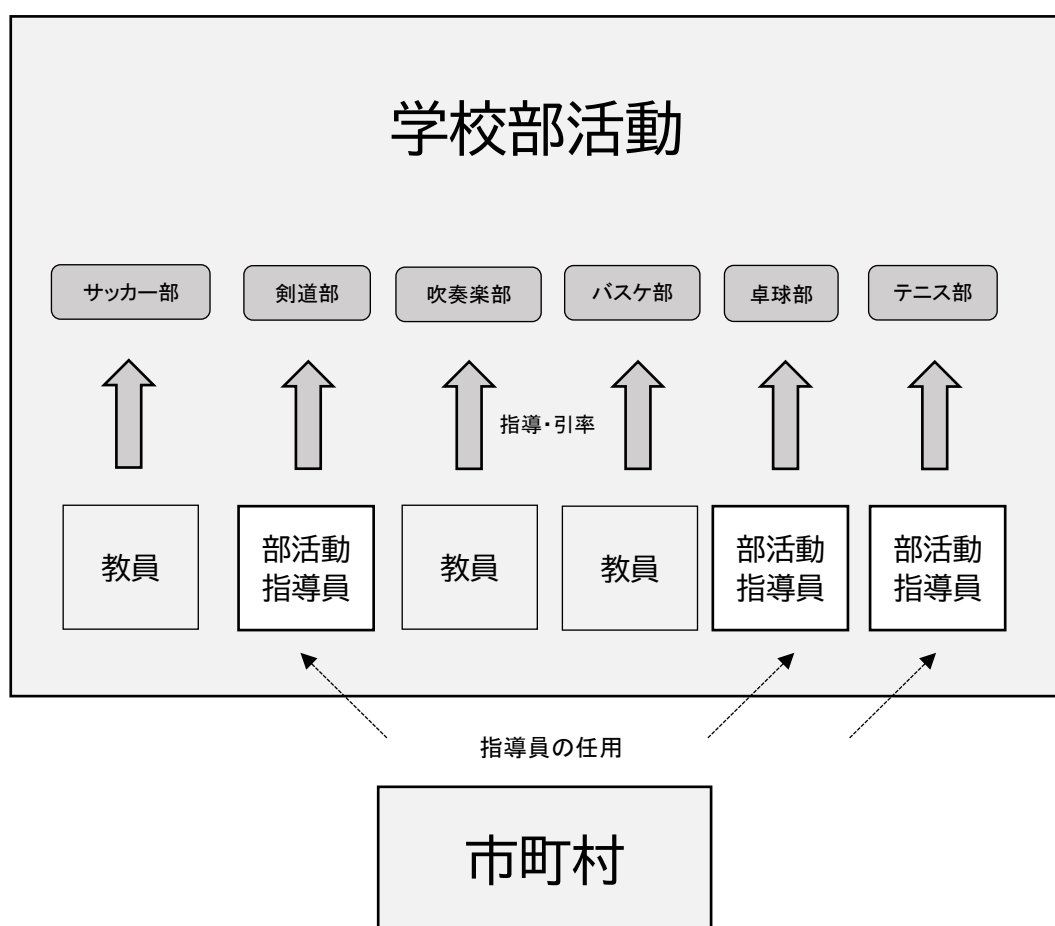 学校部活動
サッカー部
剣道部
吹奏楽部
バスケ部
卓球部
テニス部
指導・引率
教員
部活動
指導員
教員
教員
部活動
指導員
部活動
指導員
指導員の任用
市町村